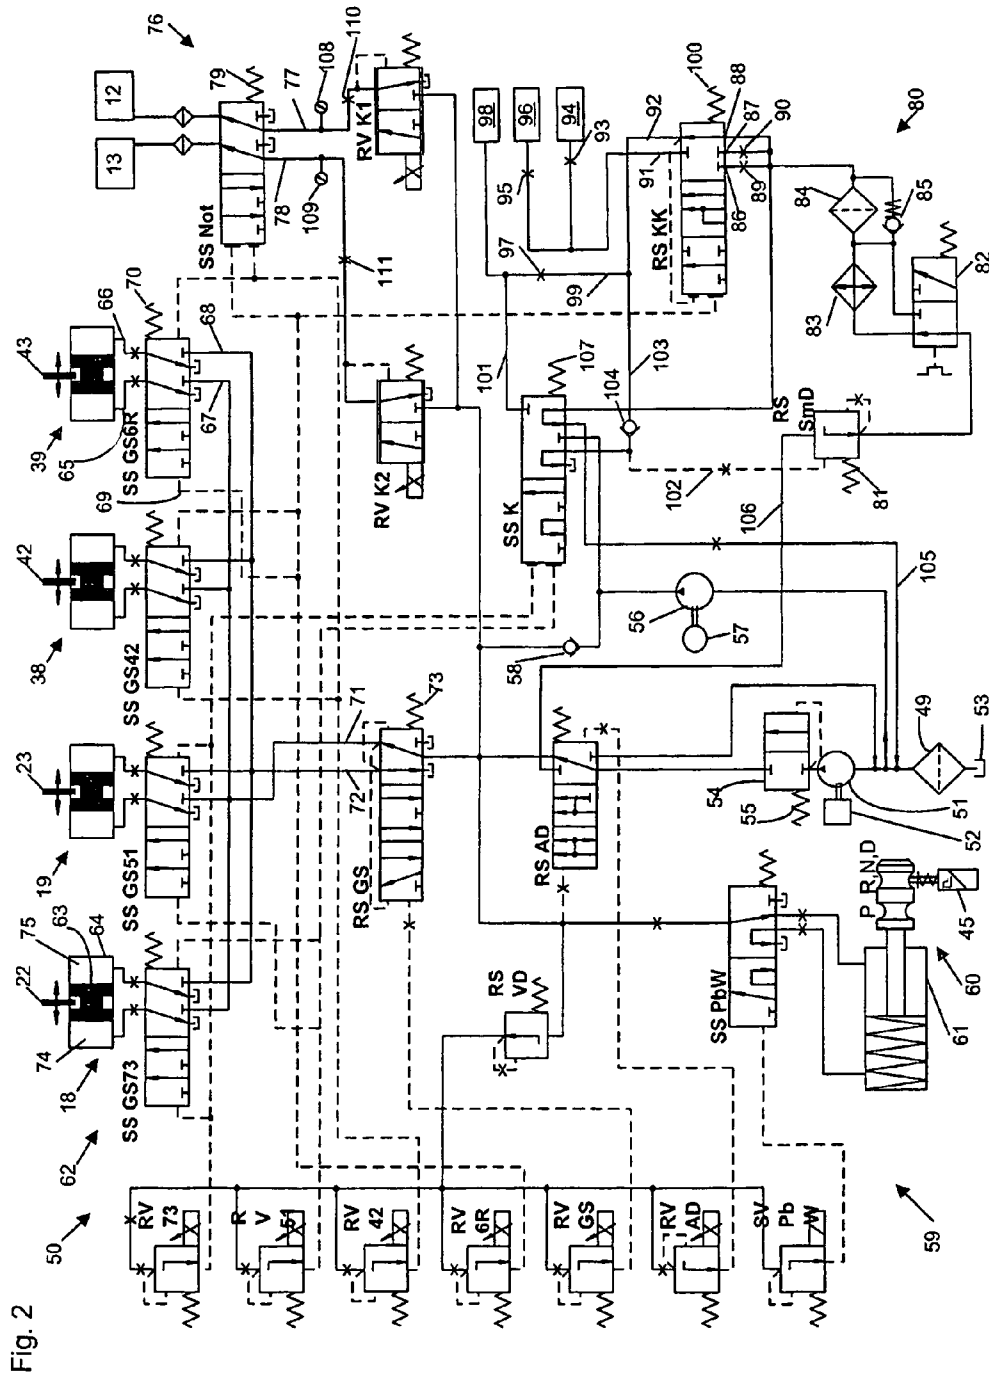 Fig. 2
50
62
18
19
38
39
76
74
22
75
63
64
23
42
43
66
70
65
69
68
67
13
12
79
77
108
110
78
109
111
SS GS73
SS GS51
SS GS42
SS GS6R
SS Not
RV K1
RV K2
98
96
94
93
95
97
99
101
92
91
100
88
87
90
86
89
RS KK
80
84
85
83
82
103
104
107
SS K
RS
SmD
102
81
106
105
56
57
58
71
72
73
RS GS
RS AD
54
55
49
53
51
52
RS
VD
SS PbW
P R,N,D
45
60
61
RV
73
R
V 51
RV
42
RV
6R
RV
GS
RV
AD
SV
Pb
W
59